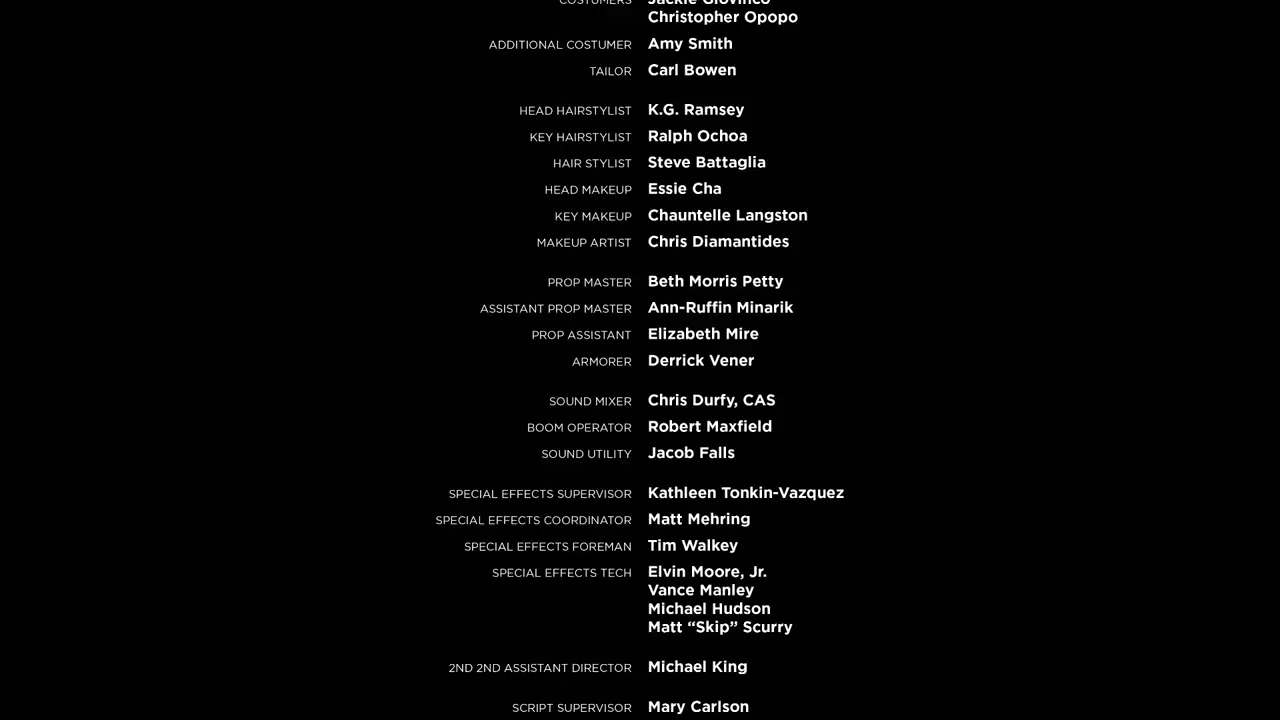 COSTUMERS Jackie Giovinco
Christopher Opopo
ADDITIONAL COSTUMER Amy Smith
TAILOR Carl Bowen
HEAD HAIRSTYLIST K.G. Ramsey
KEY HAIRSTYLIST Ralph Ochoa
HAIR STYLIST Steve Battaglia
HEAD MAKEUP Essie Cha
KEY MAKEUP Chauntelle Langston
MAKEUP ARTIST Chris Diamantides
PROP MASTER Beth Morris Petty
ASSISTANT PROP MASTER Ann-Ruffin Minarik
PROP ASSISTANT Elizabeth Mire
ARMORER Derrick Vener
SOUND MIXER Chris Durfy, CAS
BOOM OPERATOR Robert Maxfield
SOUND UTILITY Jacob Falls
SPECIAL EFFECTS SUPERVISOR Kathleen Tonkin-Vazquez
SPECIAL EFFECTS COORDINATOR Matt Mehring
SPECIAL EFFECTS FOREMAN Tim Walkey
SPECIAL EFFECTS TECH Elvin Moore, Jr.
Vance Manley
Michael Hudson
Matt “Skip” Scurry
2ND 2ND ASSISTANT DIRECTOR Michael King
SCRIPT SUPERVISOR Mary Carlson